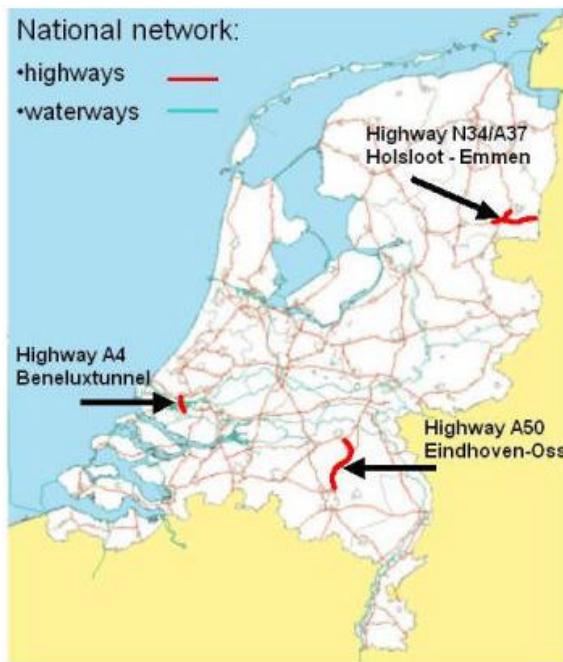 National network:
•highways
•waterways
Highway N34/A37
Holsloot - Emmen
Highway A4
Beneluxtunnel
Highway A50
Eindhoven-Oss